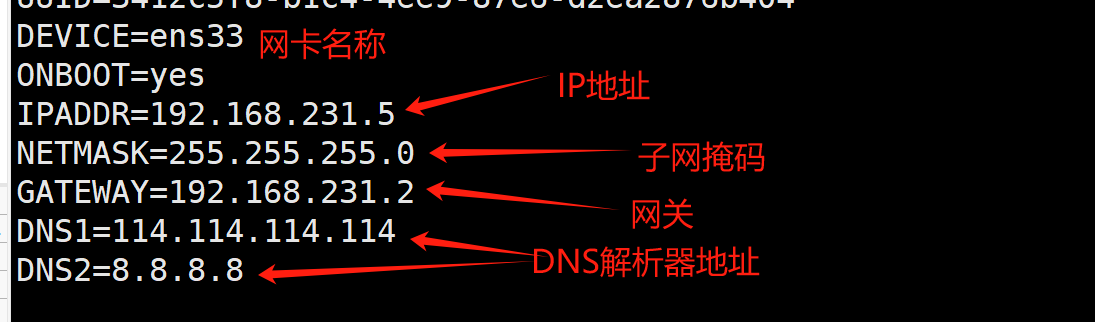 DEVICE=ens33 网卡名称
ONBOOT=yes
IP地址
IPADDR=192.168.231.5
NETMASK=255.255.255.0 子网掩码
GATEWAY=192.168.231.2 网关
DNS1=114.114.114.114
DNS2=8.8.8.8 DNS解析器地址